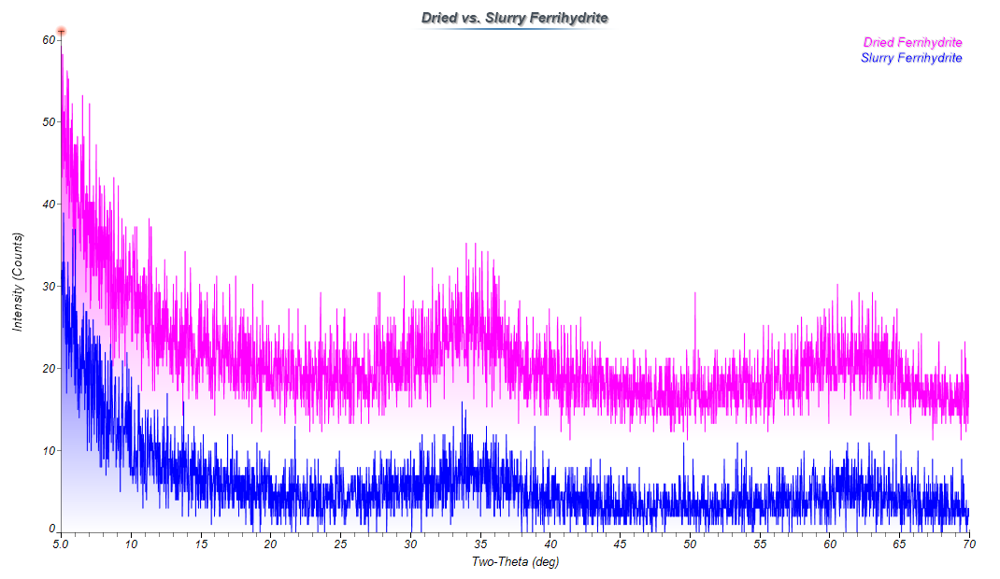 Dried vs. Slurry Ferrihydrite
Dried Ferrihydrite
Slurry Ferrihydrite
60
50
40
30
20
10
0
Intensity (Counts)
5.0 10 15 20 25 30 35 40 45 50 55 60 65 70
Two-Theta (deg)